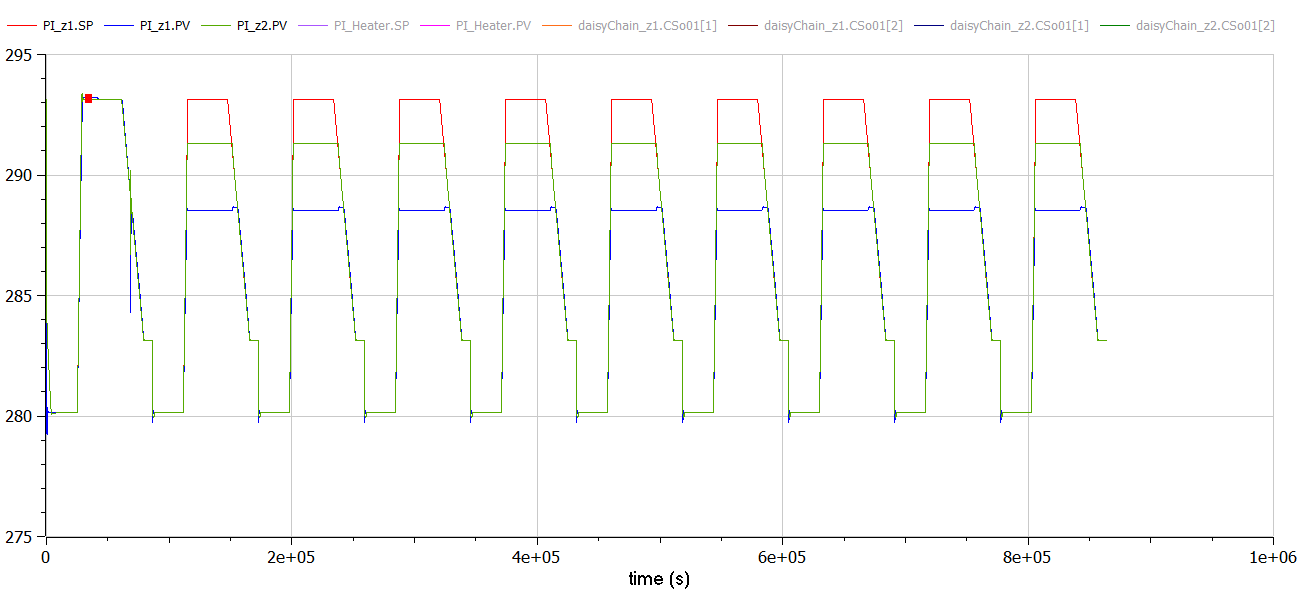 PI_z1.SP PI_z1.PV PI_z2.PV PI_Heater.SP PI_Heater.PV daisyChain_z1.CSo01[1] daisyChain_z1.CSo01[2] daisyChain_z2.CSo01[1] daisyChain_z2.CSo01[2]
295
290
285
280
275
0 2e+05 4e+05 6e+05 8e+05 1e+06
time (s)